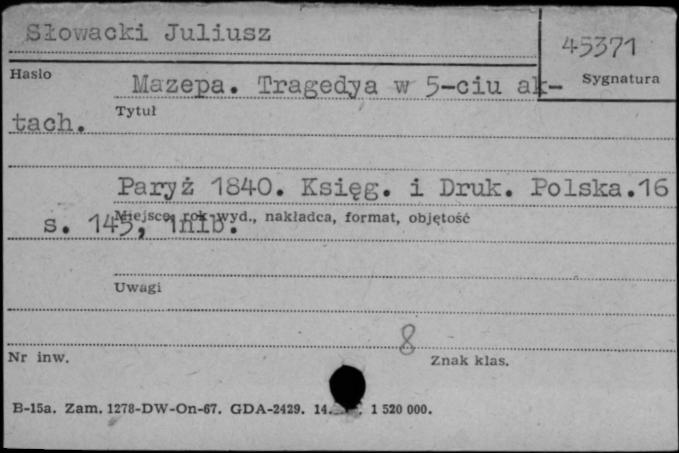 Słowacki Juliusz
45371
Hasło
Sygnatura
Mazepa. Tragedya w 5-ciu ak-
Tytuł
tach.
Paryż 1840. Księg. i Druk. Polska.16
Miejsce, rok wyd., nakładca, format, objętość
s. 145, 1nlb.
Uwagi
8
Nr inw.
Znak klas.
B-15a. Zam. 1278-DW-On-67. GDA-2429. 14. 1 520 000.